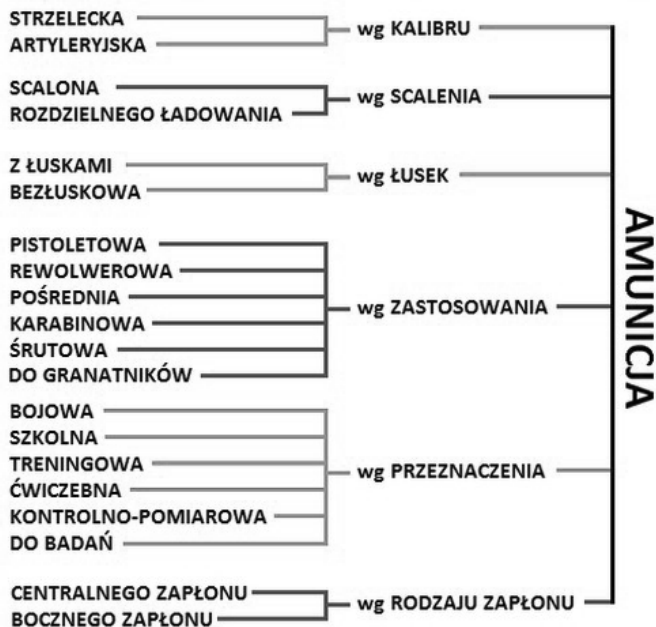 STRZELECKA
ARTYLERYJSKA
wg KALIBRU
SCALONA
ROZDZIELNEGO ŁADOWANIA
wg SCALENIA
Z ŁUSKAMI
BEZŁUSKOWA
wg ŁUSEK
PISTOLETOWA
REWOLWEROWA
POŚREDNIA
KARABINOWA
ŚRUTOWA
DO GRANATNIKÓW
wg ZASTOSOWANIA
BOJOWA
SZKOLNA
TRENINGOWA
ĆWICZEBNA
KONTROLNO-POMIAROWA
DO BADAŃ
wg PRZEZNACZENIA
CENTRALNEGO ZAPŁONU
BOCZNEGO ZAPŁONU
wg RODZAJU ZAPŁONU
AMUNICJA